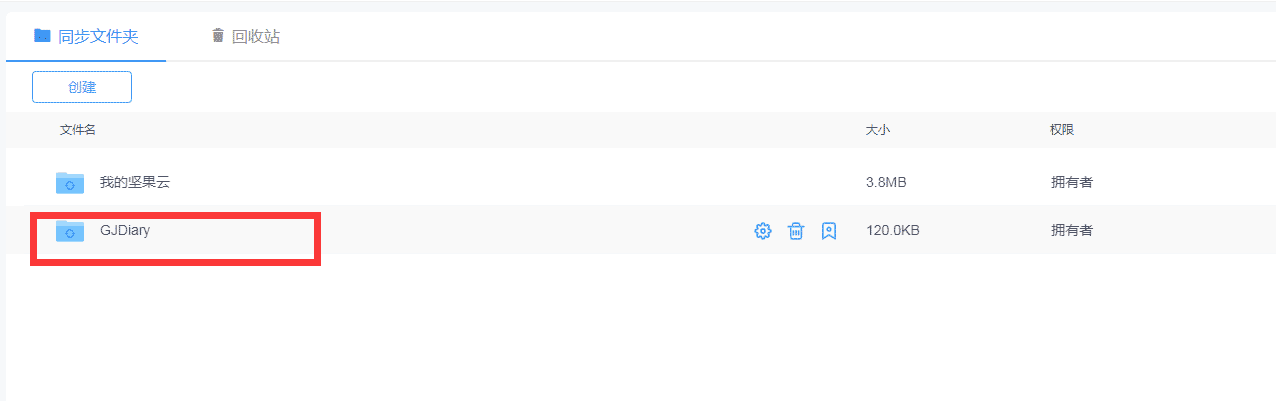 同步文件夹 回收站
创建
文件名 大小 权限
我的坚果云 3.8MB 拥有者
GJDiary 120.0KB 拥有者